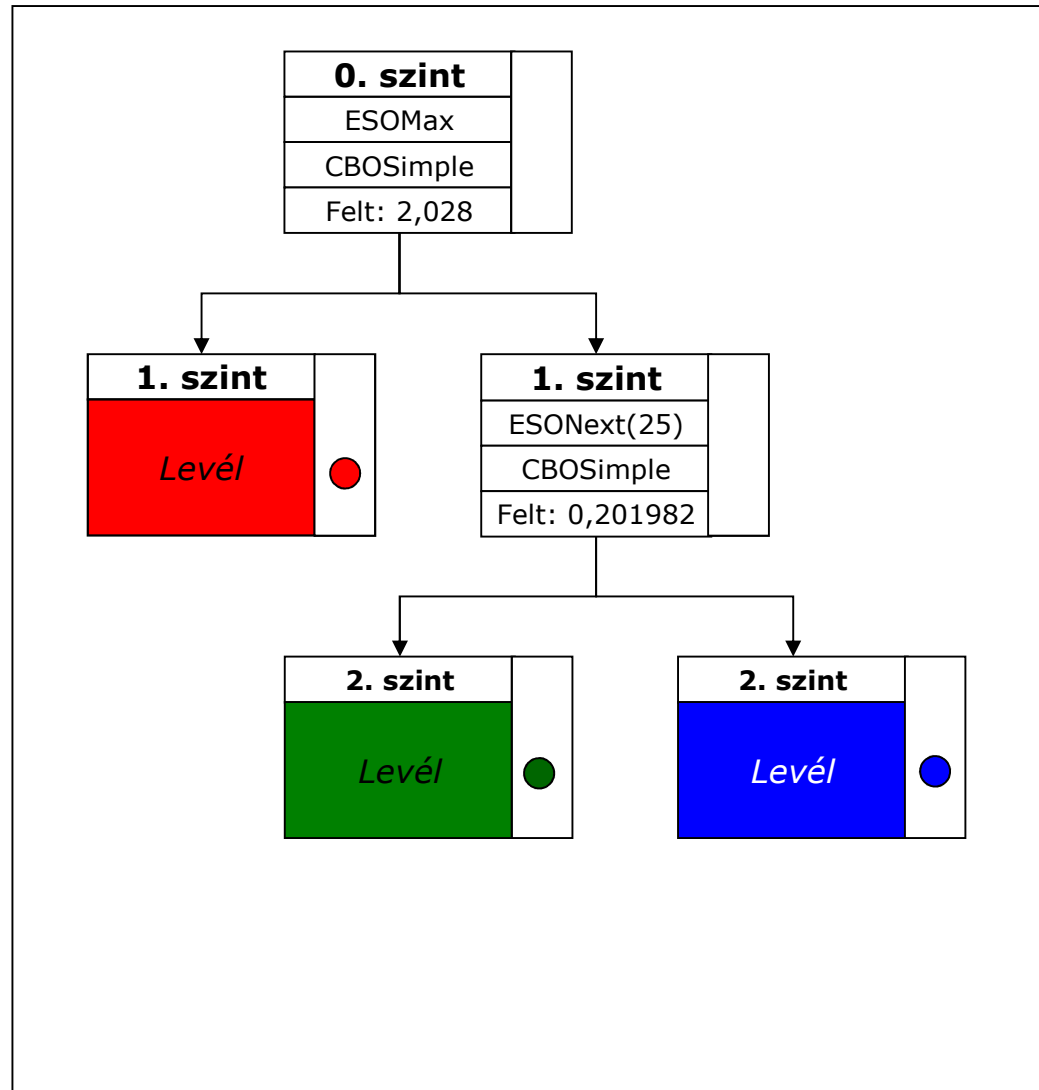 0. szint
ESOMax
CBOSimple
Felt: 2,028
1. szint
Levél
1. szint
ESONext(25)
CBOSimple
Felt: 0,201982
2. szint
Levél
2. szint
Levél